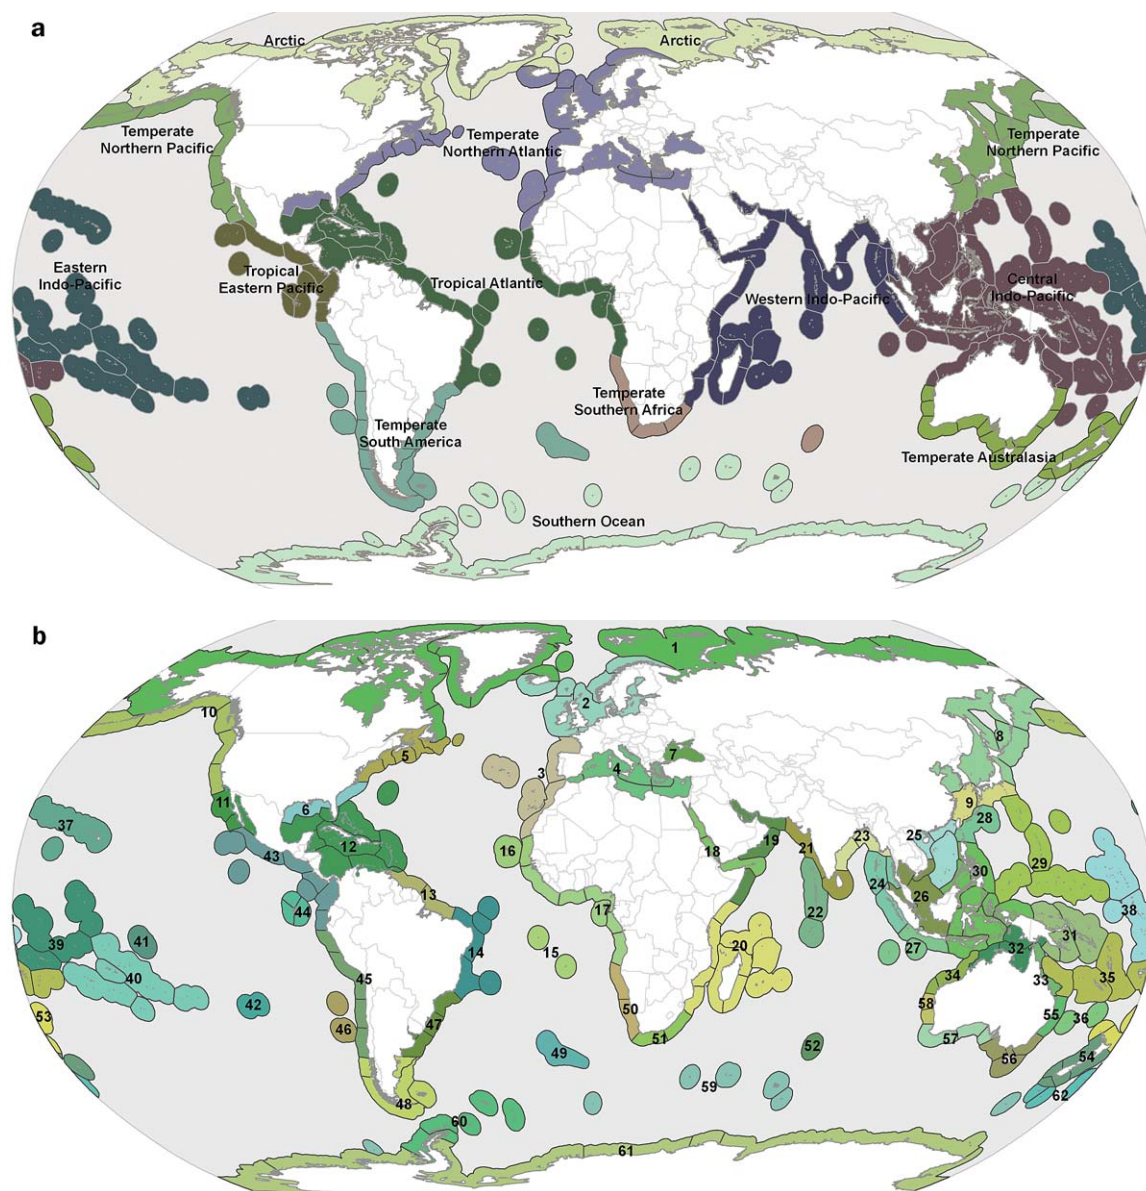 a
Arctic
Arctic
Temperate
Northern Pacific
Temperate
Northern Atlantic
Temperate
Northern Pacific
Eastern
Indo-Pacific
Tropical
Eastern Pacific
Tropical Atlantic
Western Indo-Pacific
Central
Indo-Pacific
Temperate
South America
Temperate
Southern Africa
Temperate Australasia
Southern Ocean
b
1
2
10
5
3
4
7
8
11
6
9
37
12
16
18
19
21
23
25
28
43
13
17
24
30
29
44
26
22
38
39
41
14
15
20
27
32
31
40
45
34
33
35
42
53
46
47
50
51
58
55
36
49
52
57
56
54
48
59
62
60
61